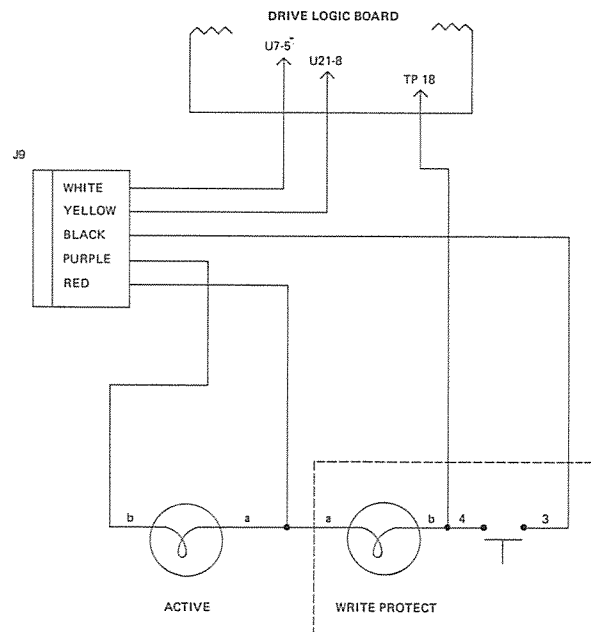 DRIVE LOGIC BOARD
U7-5
U21-8
TP 18
J9
WHITE
YELLOW
BLACK
PURPLE
RED
b a a b 4 3
ACTIVE WRITE PROTECT